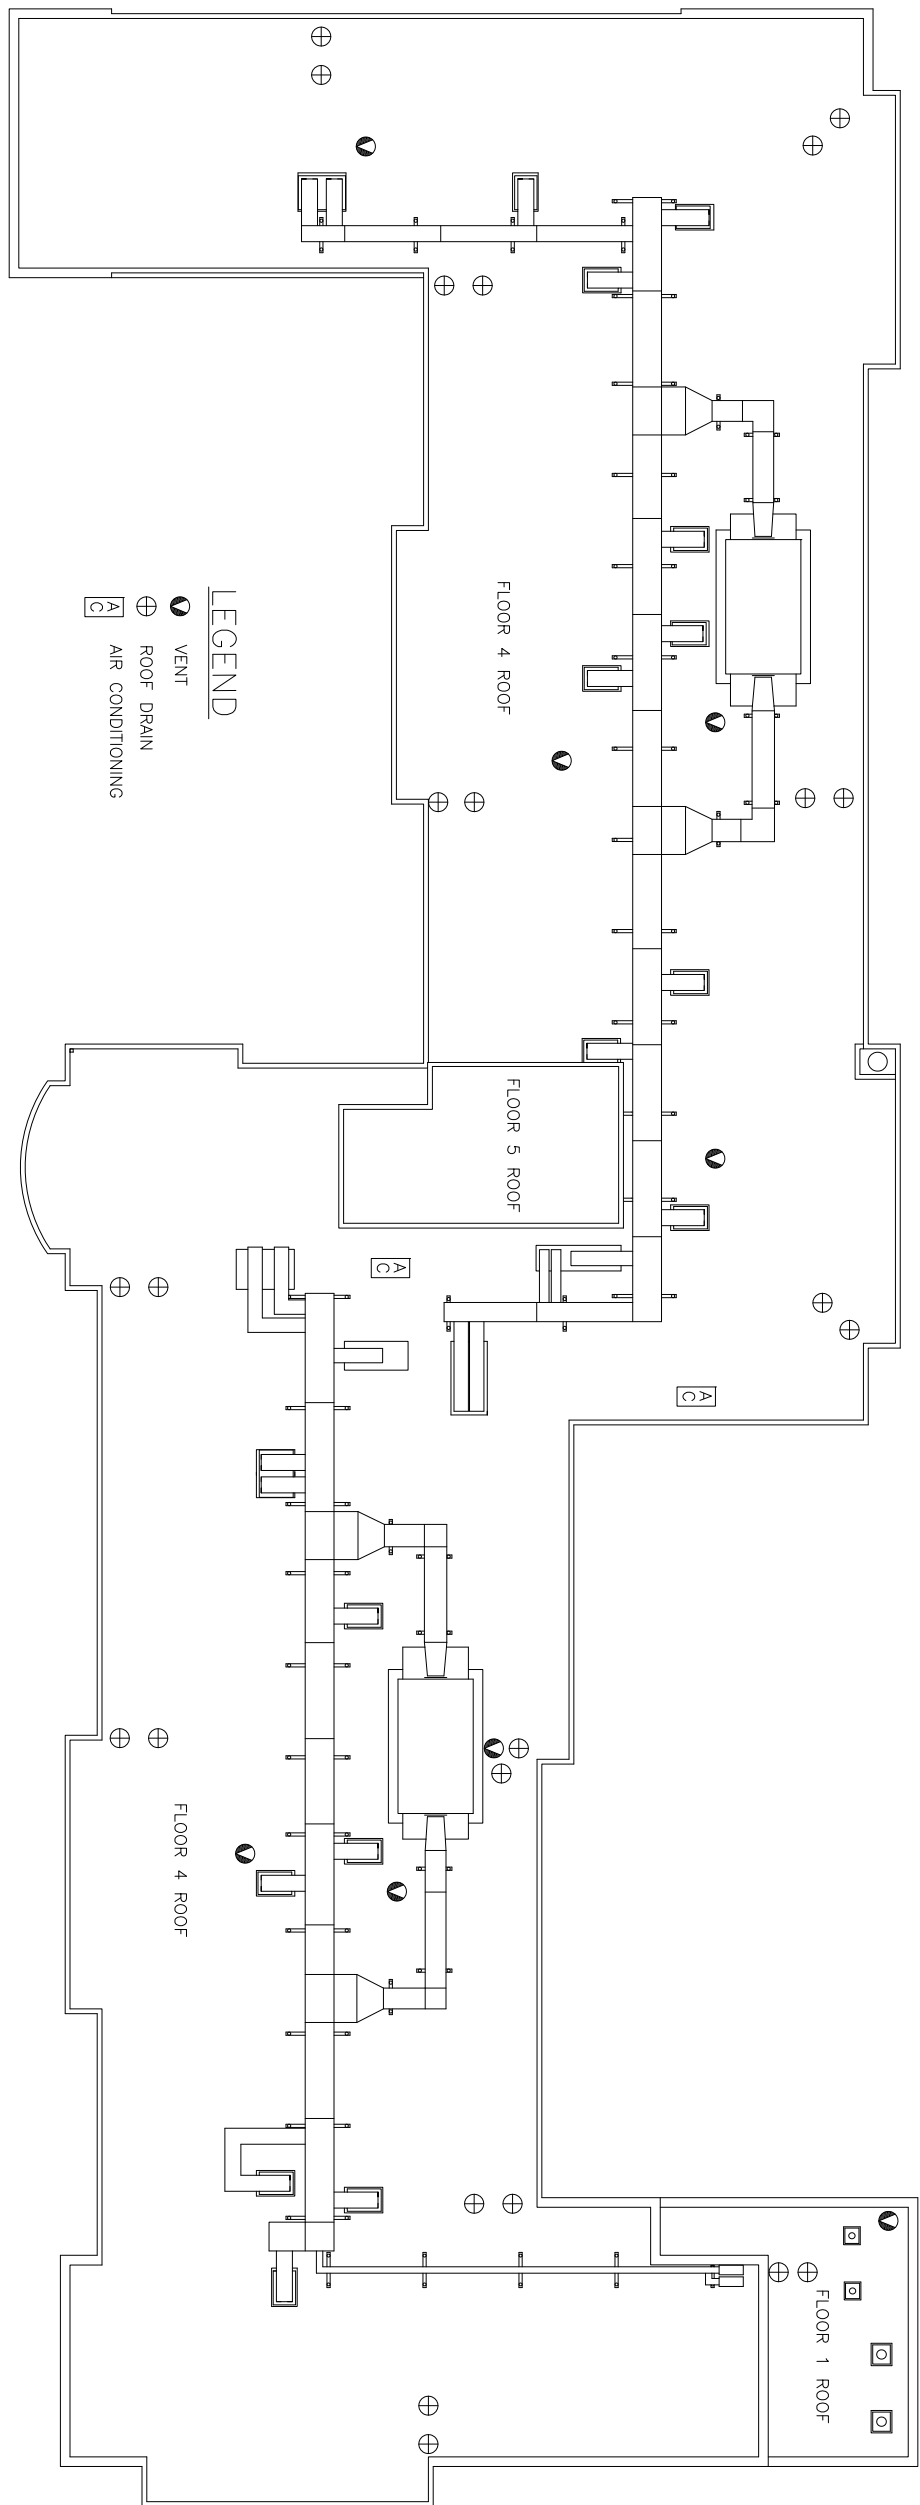 LEGEND
VENT
ROOF DRAIN
A
C
AIR CONDITIONING
FLOOR 4 ROOF
FLOOR 5 ROOF
A
C
A
C
FLOOR 4 ROOF
FLOOR 1 ROOF